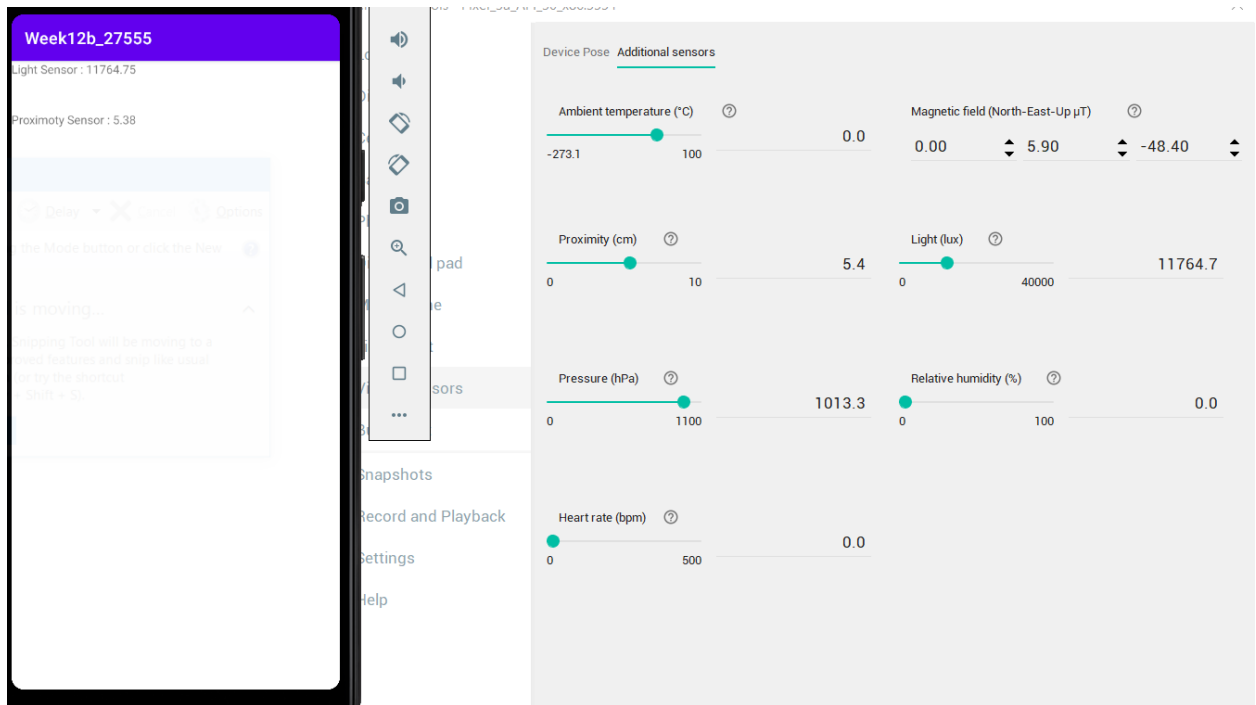 Week12b_27555
Light Sensor : 11764.75
Proximoty Sensor : 5.38
Delay
Options
the Mode button or click the New
is moving...
Snipping Tool will be moving to a
features and snip like usual
(or try the shortcut
+ Shift + S).
pad
Snapshots
Record and Playback
Settings
Help
Device Pose Additional sensors
Ambient temperature (°C)
0.0
-273.1 100
Magnetic field (North-East-Up μT)
0.00 5.90 -48.40
Proximity (cm)
5.4
0 10
Light (lux)
11764.7
0 40000
Pressure (hPa)
1013.3
0 1100
Relative humidity (%)
0.0
0 100
Heart rate (bpm)
0.0
0 500